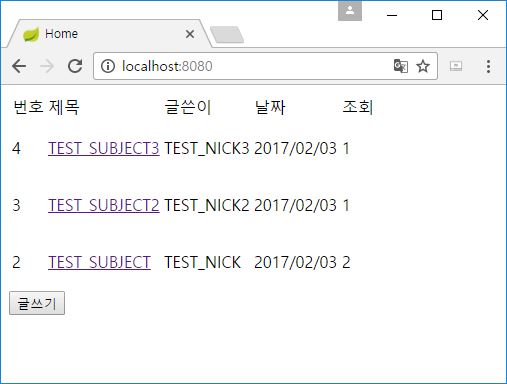 Home
localhost:8080
번호 제목 글쓴이 날짜 조회
4 TEST_SUBJECT3 TEST_NICK3 2017/02/03 1
3 TEST_SUBJECT2 TEST_NICK2 2017/02/03 1
2 TEST_SUBJECT TEST_NICK 2017/02/03 2
글쓰기